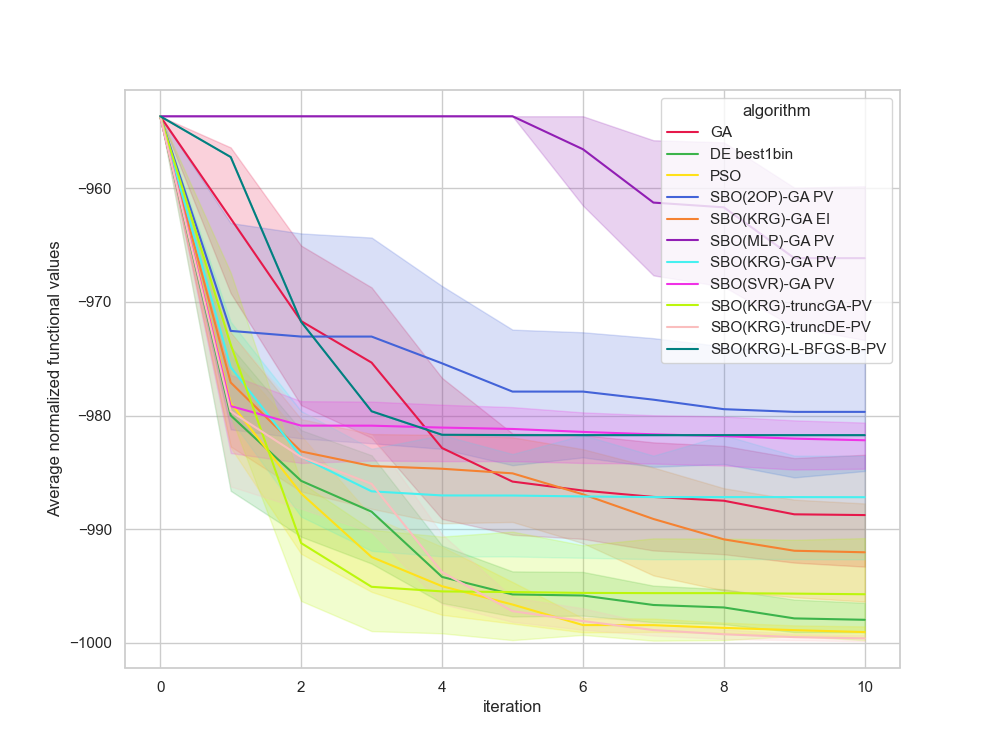 algorithm
GA
DE best1bin
PSO
SBO(2OP)-GA PV
SBO(KRG)-GA EI
SBO(MLP)-GA PV
SBO(KRG)-GA PV
SBO(SVR)-GA PV
SBO(KRG)-truncGA-PV
SBO(KRG)-truncDE-PV
SBO(KRG)-L-BFGS-B-PV
Average normalized functional values
−960
−970
−980
−990
−1000
0 2 4 6 8 10
iteration